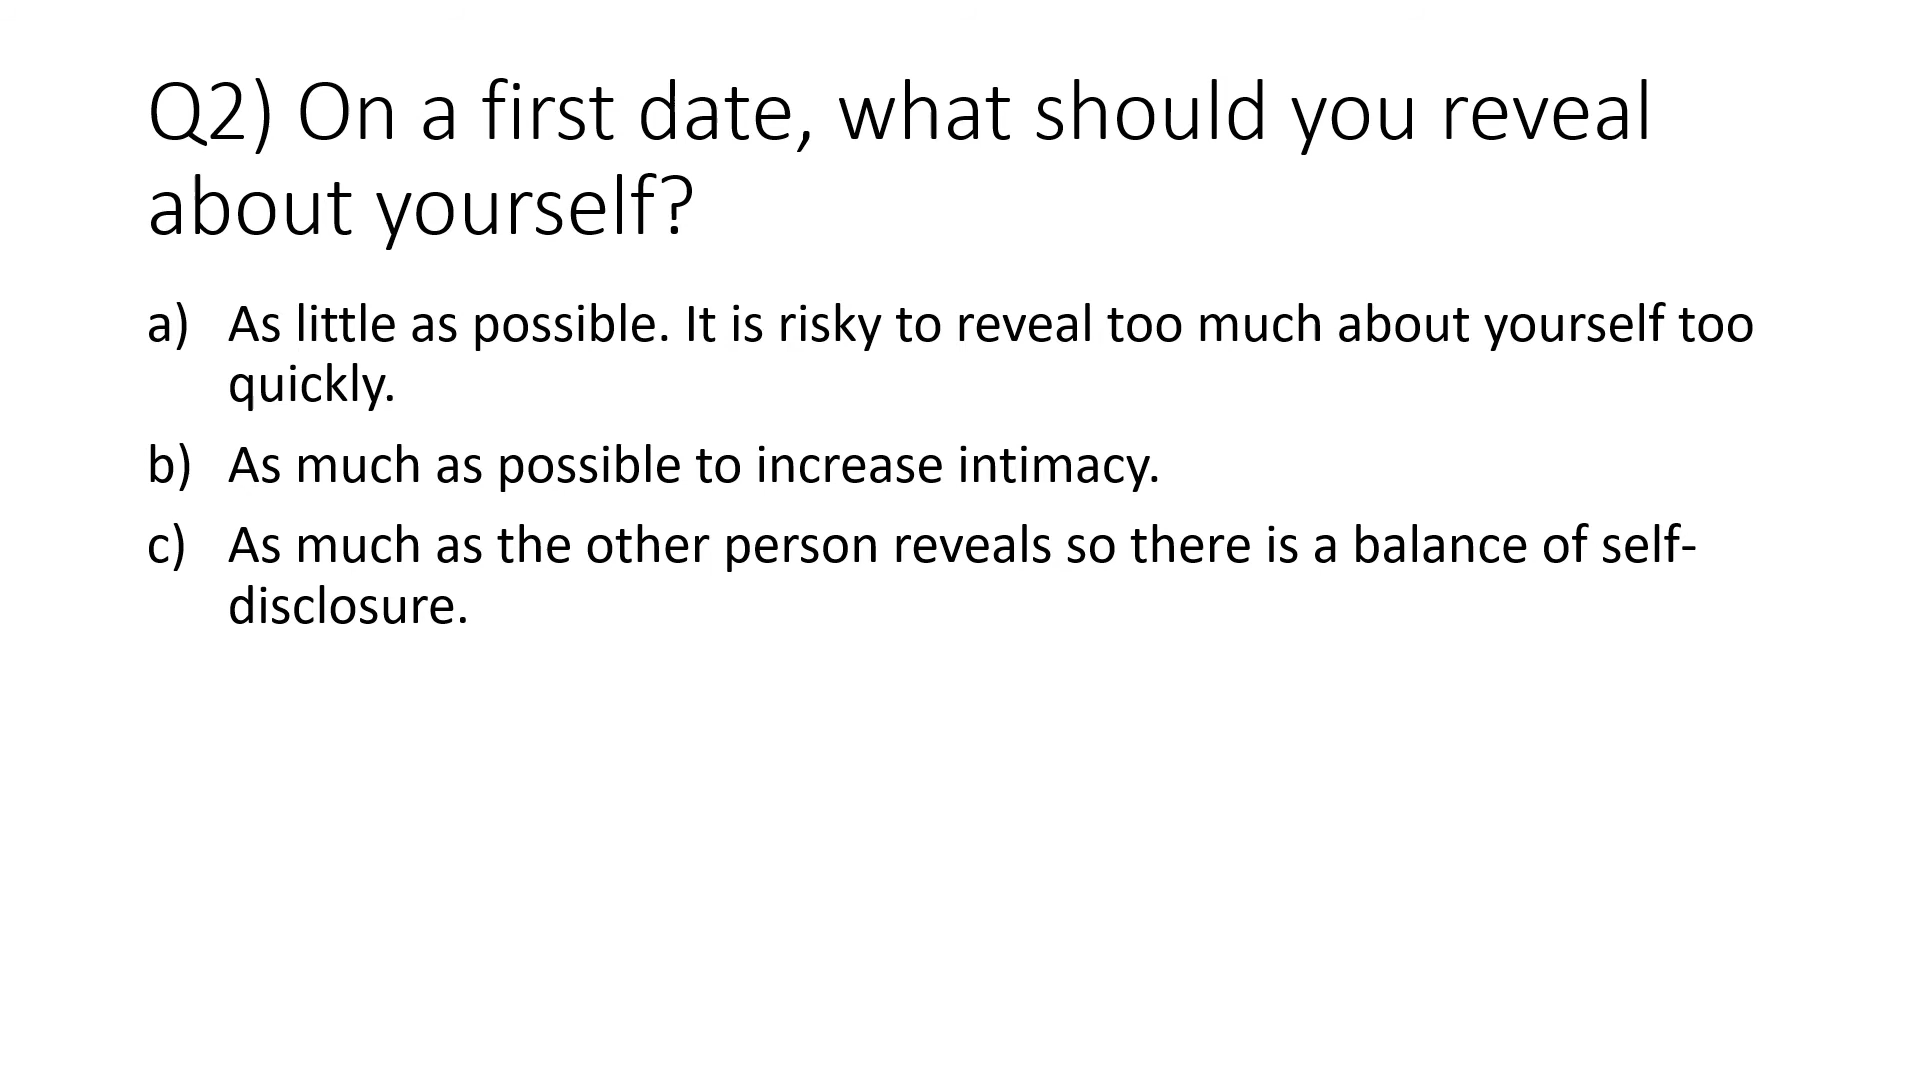 Q2) On a first date, what should you reveal
about yourself?
a) As little as possible. It is risky to reveal too much about yourself too
quickly.
b) As much as possible to increase intimacy.
c) As much as the other person reveals so there is a balance of self-
disclosure.